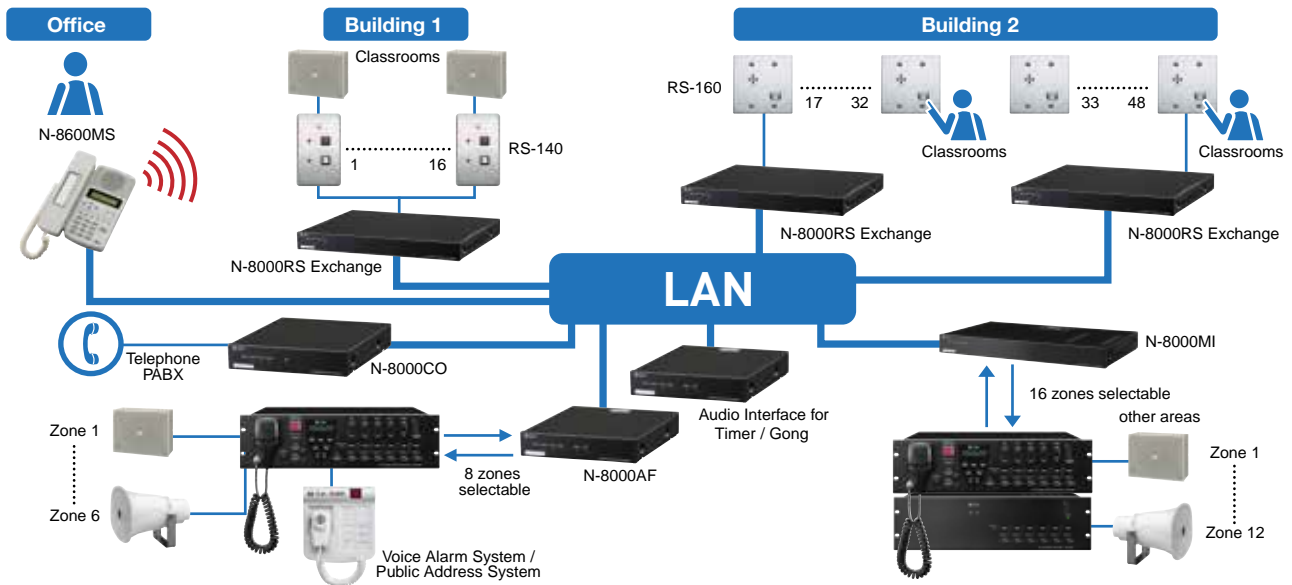 Office
Building 1
Building 2
Classrooms
RS-160
17
32
33
48
N-8600MS
1
16
RS-140
Classrooms
Classrooms
N-8000RS Exchange
N-8000RS Exchange
N-8000RS Exchange
LAN
Telephone
PABX
N-8000CO
N-8000MI
Audio Interface for
Timer / Gong
16 zones selectable
other areas
Zone 1
Zone 6
8 zones
selectable
N-8000AF
Zone 1
Zone 12
Voice Alarm System /
Public Address System